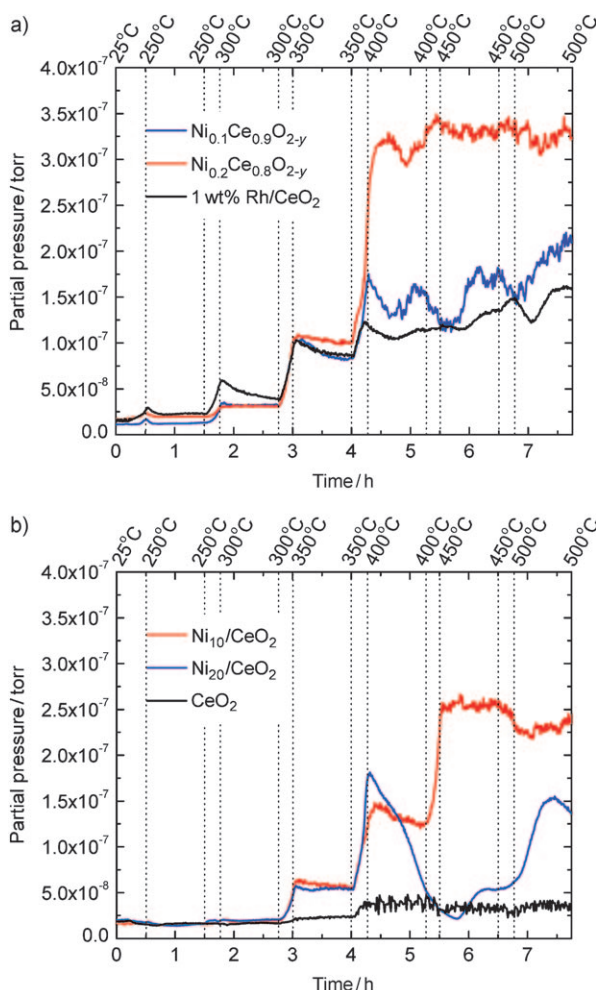 a)
25°C
250°C
250°C
300°C
300°C
350°C
350°C
400°C
400°C
450°C
450°C
500°C
500°C
4.0x10⁻⁷
3.5x10⁻⁷
3.0x10⁻⁷
2.5x10⁻⁷
2.0x10⁻⁷
1.5x10⁻⁷
1.0x10⁻⁷
5.0x10⁻⁸
0.0
Partial pressure / torr
Ni₀.₁Ce₀.₉O₂₋y
Ni₀.₂Ce₀.₈O₂₋y
1 wt% Rh/CeO₂
0 1 2 3 4 5 6 7
Time / h
b)
25°C
250°C
250°C
300°C
300°C
350°C
350°C
400°C
400°C
450°C
450°C
500°C
500°C
4.0x10⁻⁷
3.5x10⁻⁷
3.0x10⁻⁷
2.5x10⁻⁷
2.0x10⁻⁷
1.5x10⁻⁷
1.0x10⁻⁷
5.0x10⁻⁸
0.0
Partial pressure / torr
Ni₁₀/CeO₂
Ni₂₀/CeO₂
CeO₂
0 1 2 3 4 5 6 7
Time / h